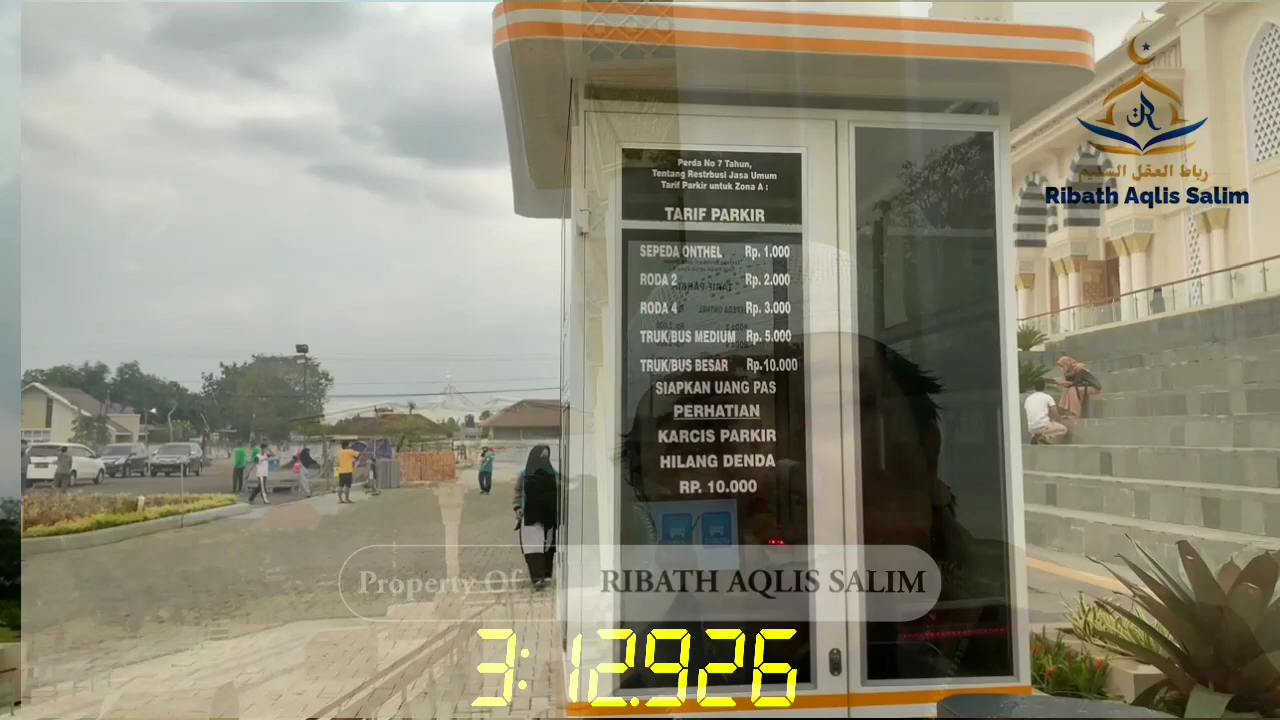 Perda No 7 Tahun,
Tentang Restrbusi Jasa Umum
Tarif Parkir untuk Zona A :
TARIF PARKIR
SEPEDA ONTHEL Rp. 1.000
RODA 2 Rp. 2.000
RODA 4 Rp. 3.000
TRUK/BUS MEDIUM Rp. 5.000
TRUK/BUS BESAR Rp. 10.000
SIAPKAN UANG PAS
PERHATIAN
KARCIS PARKIR
HILANG DENDA
RP. 10.000
رباط العقل السليم
Ribath Aqlis Salim
Property Of RIBATH AQLIS SALIM
3:12.926